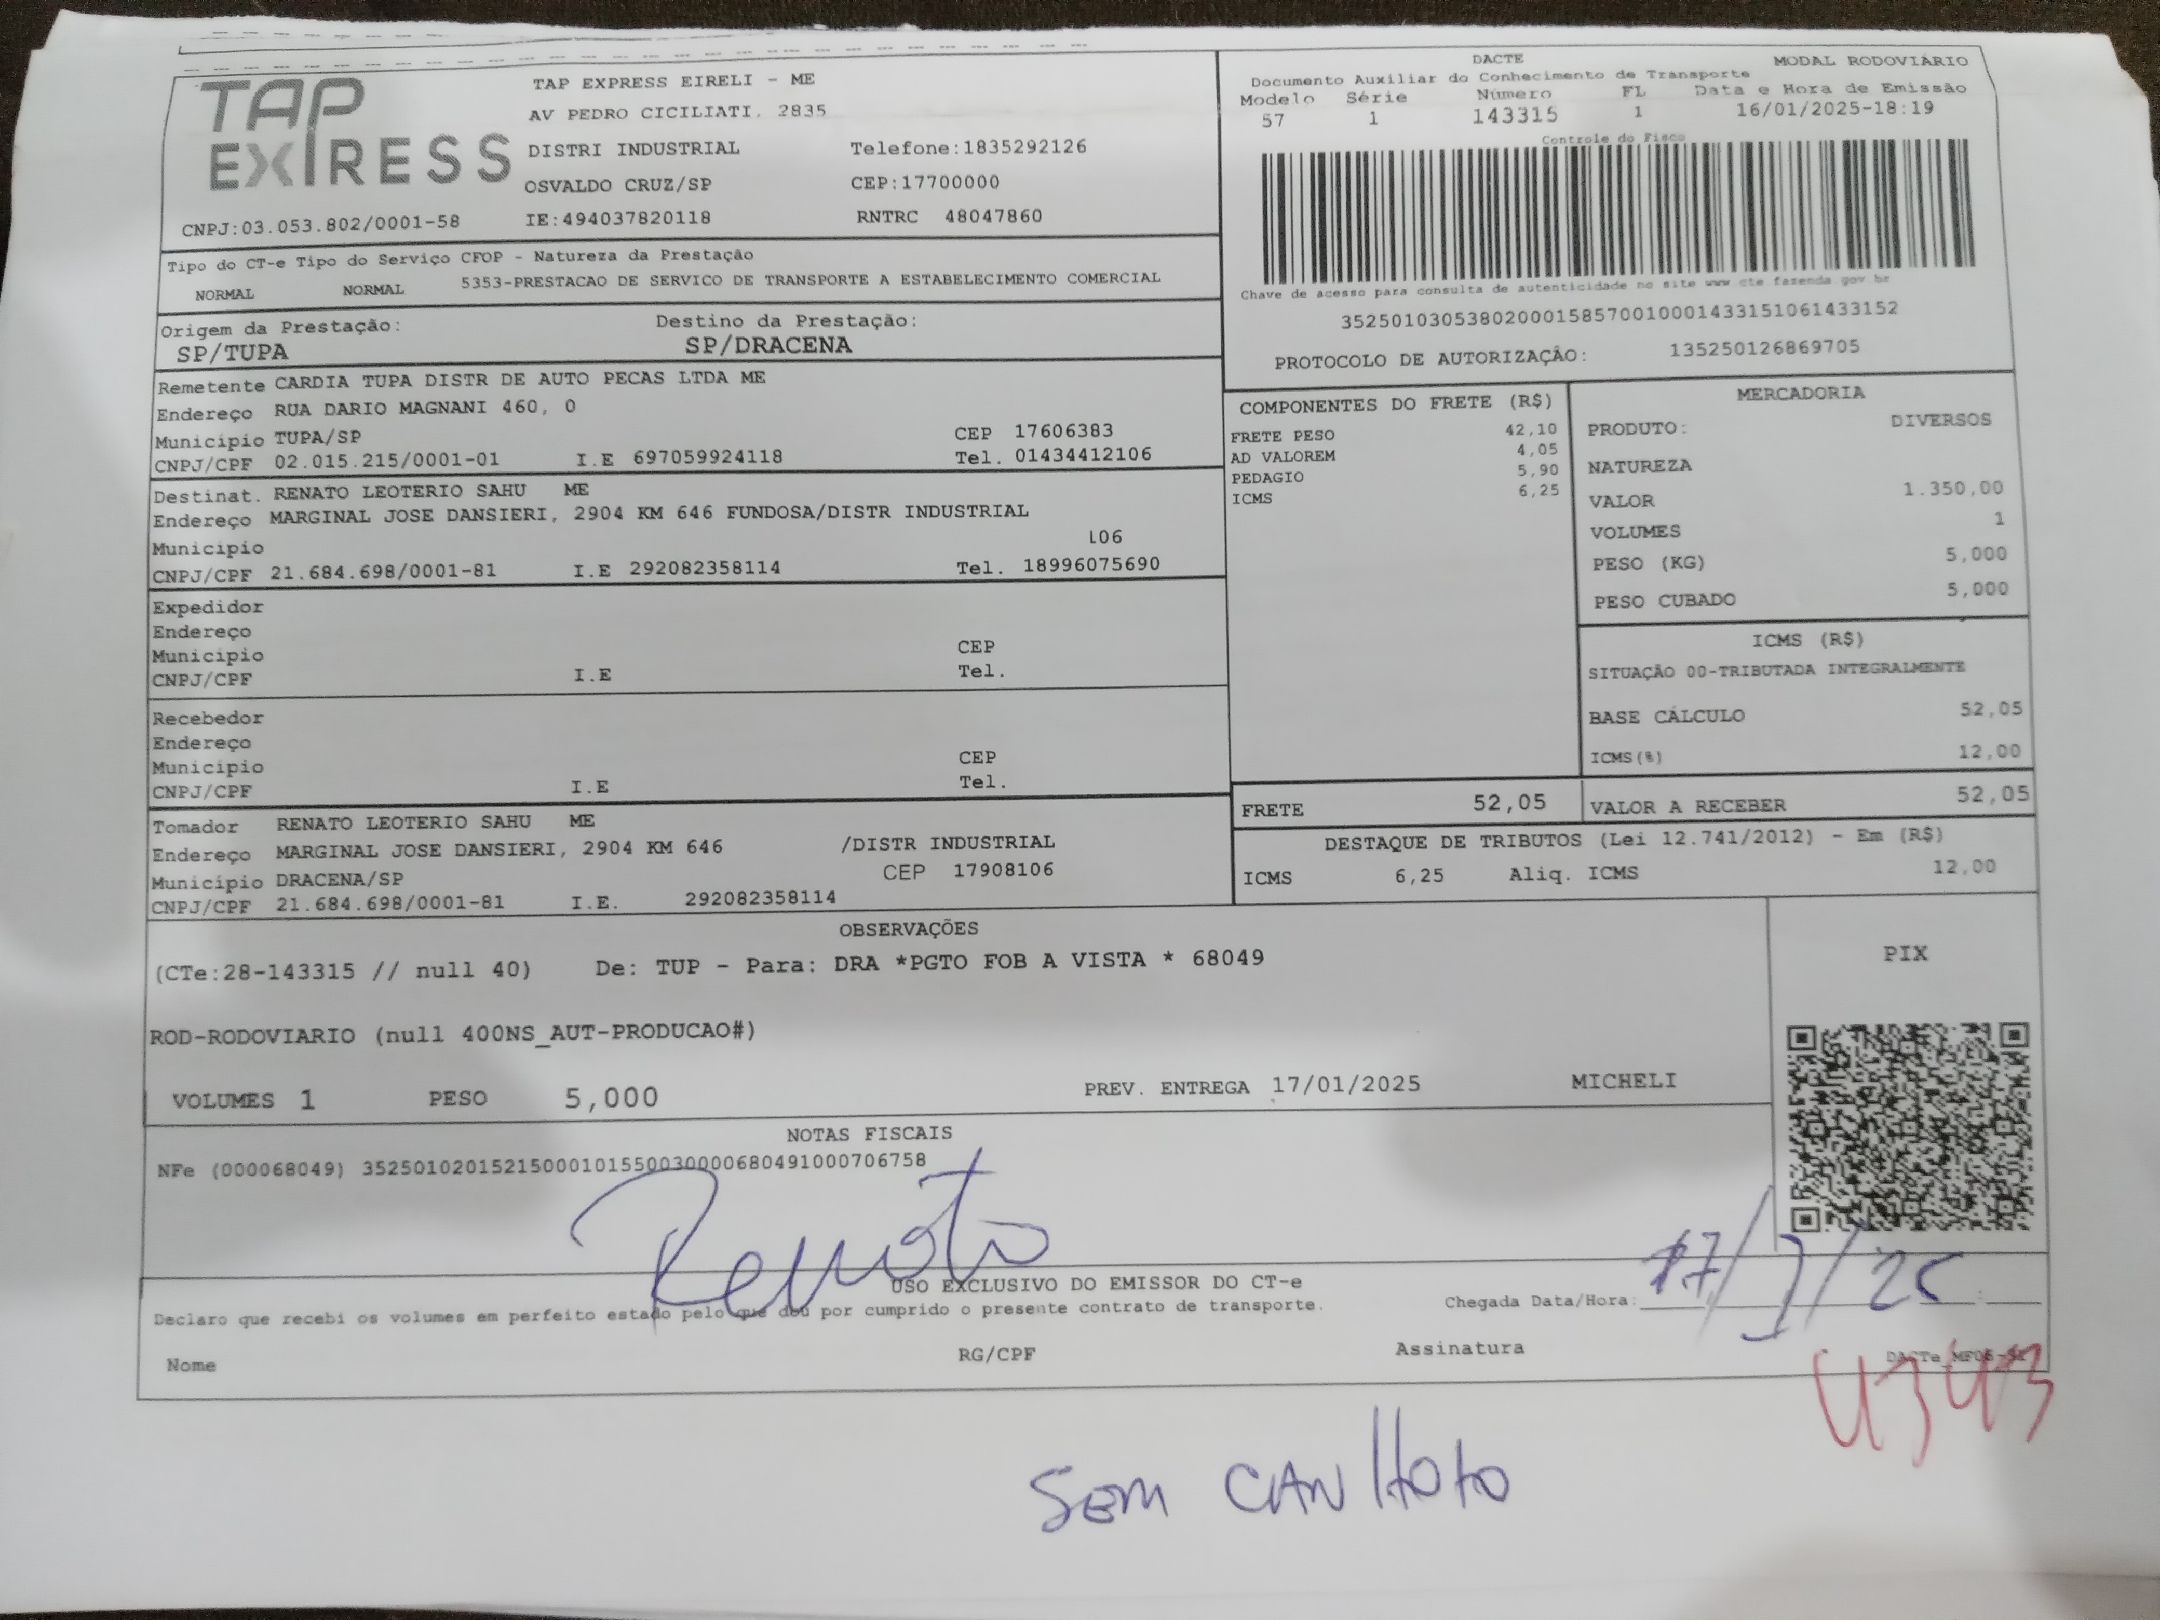 TAP EXPRESS
TAP EXPRESS EIRELI - ME
AV PEDRO CICILIATI, 2835
DISTRI INDUSTRIAL Telefone:1835292126
OSVALDO CRUZ/SP CEP:17700000
CNPJ:03.053.802/0001-58 IE:494037820118 RNTRC 48047860
DACTE MODAL RODOVIÁRIO
Documento Auxiliar do Conhecimento de Transporte
Modelo Série Número FL Data e Hora de Emissão
57 1 143315 1 16/01/2025-18:19
Controle do Fisco
Chave de acesso para consulta de autenticidade no site www.cte.fazenda.gov.br
35250103053802000158570010001433151061433152
PROTOCOLO DE AUTORIZAÇÃO: 135250126869705
Tipo do CT-e Tipo do Serviço CFOP - Natureza da Prestação
NORMAL NORMAL 5353-PRESTACAO DE SERVICO DE TRANSPORTE A ESTABELECIMENTO COMERCIAL
Origem da Prestação: Destino da Prestação:
SP/TUPA SP/DRACENA
Remetente CARDIA TUPA DISTR DE AUTO PECAS LTDA ME
Endereço RUA DARIO MAGNANI 460, 0
Município TUPA/SP CEP 17606383
CNPJ/CPF 02.015.215/0001-01 I.E 697059924118 Tel. 01434412106
Destinat. RENATO LEOTERIO SAHU ME
Endereço MARGINAL JOSE DANSIERI, 2904 KM 646 FUNDOSA/DISTR INDUSTRIAL
Município L06
CNPJ/CPF 21.684.698/0001-81 I.E 292082358114 Tel. 18996075690
Expedidor
Endereço
Município CEP
CNPJ/CPF I.E Tel.
Recebedor
Endereço
Município CEP
CNPJ/CPF I.E Tel.
Tomador RENATO LEOTERIO SAHU ME
Endereço MARGINAL JOSE DANSIERI, 2904 KM 646 /DISTR INDUSTRIAL
Município DRACENA/SP CEP 17908106
CNPJ/CPF 21.684.698/0001-81 I.E. 292082358114
COMPONENTES DO FRETE (R$)
FRETE PESO 42,10
AD VALOREM 4,05
PEDAGIO 5,90
ICMS 6,25
MERCADORIA
PRODUTO: DIVERSOS
NATUREZA
VALOR 1.350,00
VOLUMES 1
PESO (KG) 5,000
PESO CUBADO 5,000
ICMS (R$)
SITUAÇÃO 00-TRIBUTADA INTEGRALMENTE
BASE CÁLCULO 52,05
ICMS(%) 12,00
FRETE 52,05 VALOR A RECEBER 52,05
DESTAQUE DE TRIBUTOS (Lei 12.741/2012) - Em (R$)
ICMS 6,25 Aliq. ICMS 12,00
OBSERVAÇÕES
(CTe:28-143315 // null 40) De: TUP - Para: DRA *PGTO FOB A VISTA * 68049
ROD-RODOVIARIO (null 400NS_AUT-PRODUCAO#)
VOLUMES 1 PESO 5,000 PREV. ENTREGA 17/01/2025 MICHELI
PIX
NOTAS FISCAIS
NFe (000068049) 35250102015215000101550030000680491000706758
Renato
USO EXCLUSIVO DO EMISSOR DO CT-e
Declaro que recebi os volumes em perfeito estado pelo que dou por cumprido o presente contrato de transporte. Chegada Data/Hora: 17/1/25
Nome RG/CPF Assinatura
SEM CANHOTO